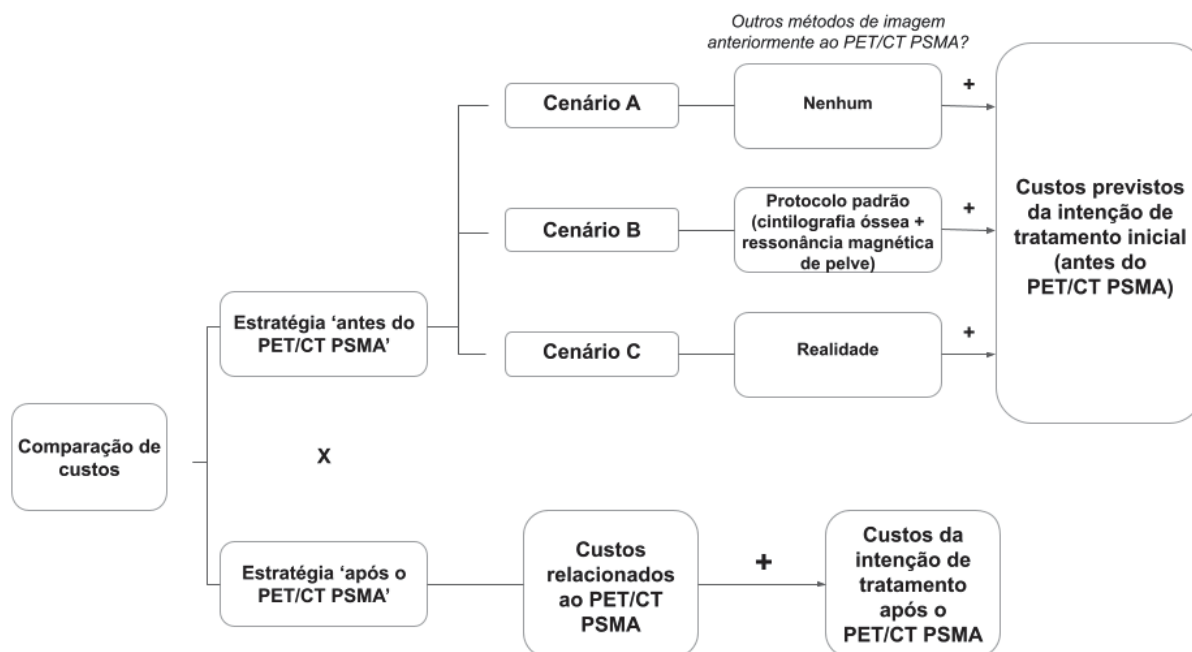 Outros métodos de imagem
anteriormente ao PET/CT PSMA?
Cenário A
Nenhum
+
Cenário B
Protocolo padrão
(cintilografia óssea +
ressonância magnética
de pelve)
+
Cenário C
Realidade
+
Custos previstos
da intenção de
tratamento inicial
(antes do
PET/CT PSMA)
Estratégia ‘antes do
PET/CT PSMA’
Comparação de
custos
X
Estratégia ‘após o
PET/CT PSMA’
Custos
relacionados
ao PET/CT
PSMA
+
Custos da
intenção de
tratamento
após o
PET/CT PSMA